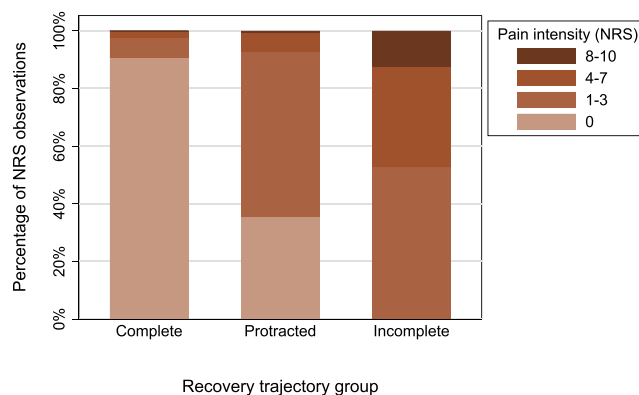 Pain intensity (NRS)
8-10
4-7
1-3
0
Percentage of NRS observations
100%
80%
60%
40%
20%
0%
Complete Protracted Incomplete
Recovery trajectory group